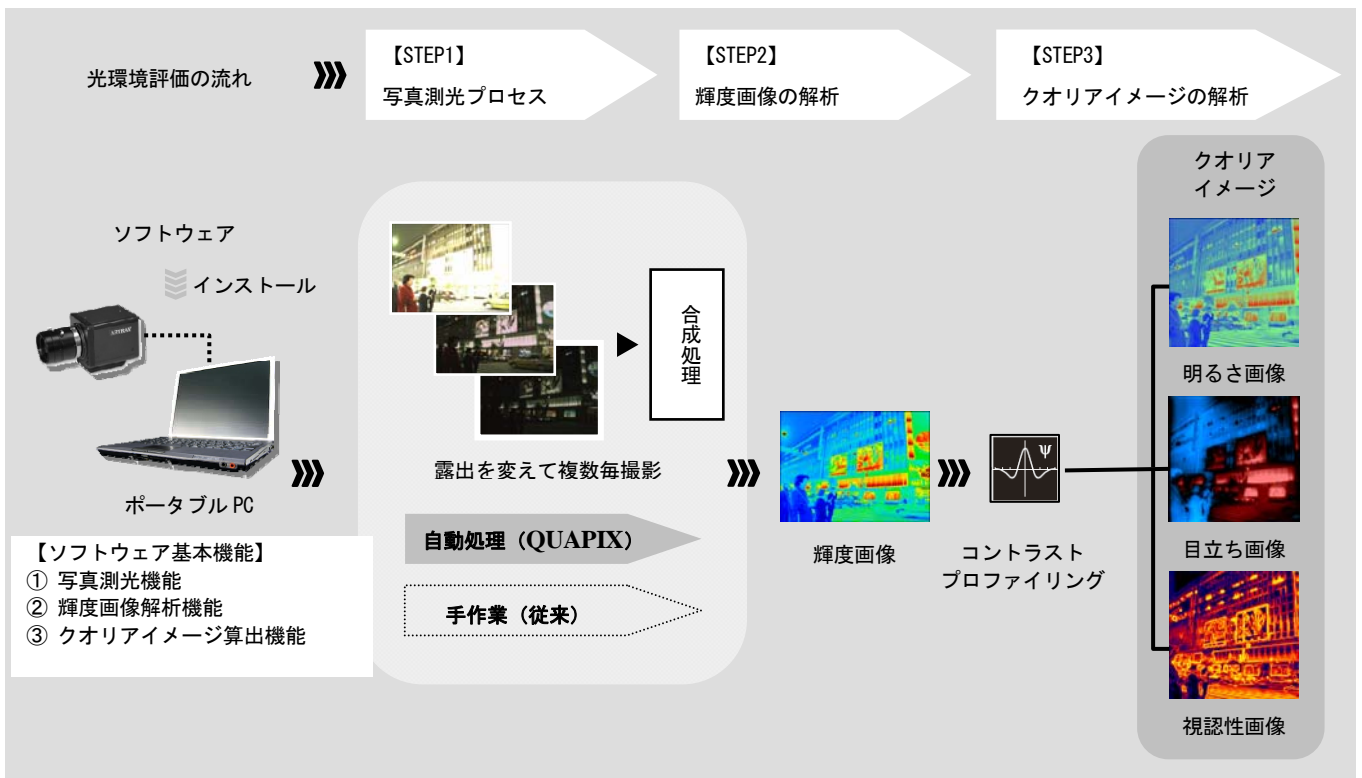 光環境評価の流れ
【STEP1】
写真測光プロセス
【STEP2】
輝度画像の解析
【STEP3】
クオリアイメージの解析
ソフトウェア
インストール
ポータブル PC
【ソフトウェア基本機能】
① 写真測光機能
② 輝度画像解析機能
③ クオリアイメージ算出機能
合成処理
露出を変えて複数毎撮影
自動処理（QUAPIX）
手作業（従来）
輝度画像
ψ
コントラスト
プロファイリング
クオリア
イメージ
明るさ画像
目立ち画像
視認性画像